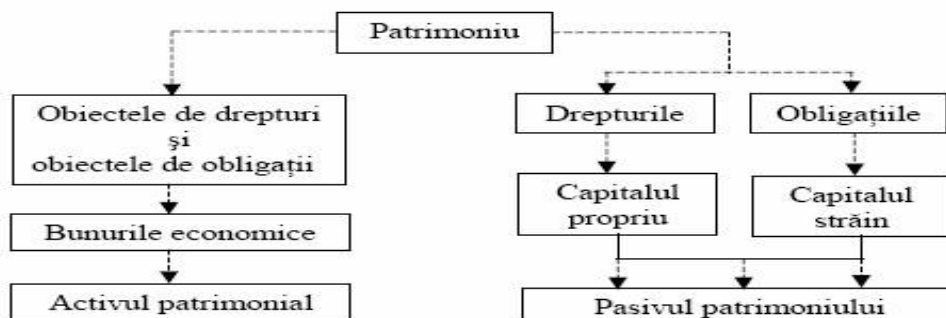 Patrimoniu
Obiectele de drepturi
şi
obiectele de obligaţii
Drepturile
Obligaţiile
Capitalul
propriu
Capitalul
străin
Bunurile economice
Activul patrimonial
Pasivul patrimoniului